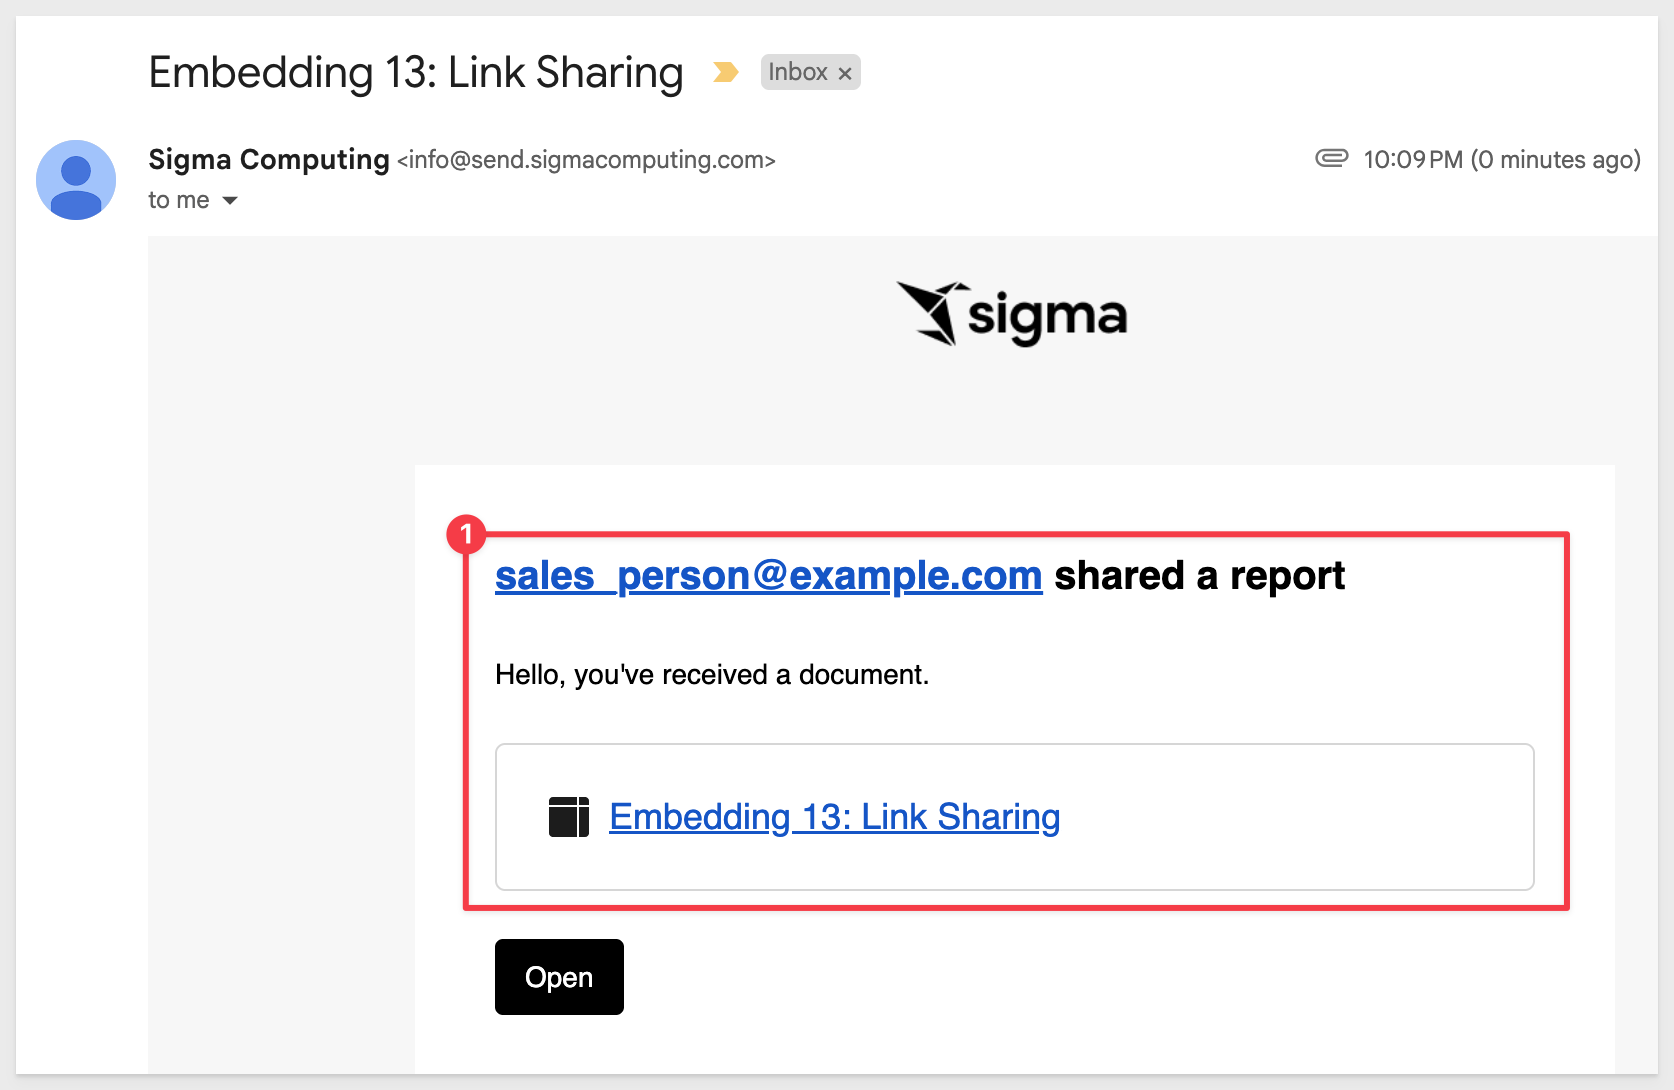 Embedding 13: Link Sharing Inbox ×
Sigma Computing <info@send.sigmacomputing.com> 10:09 PM (0 minutes ago)
to me
sigma
1
sales_person@example.com shared a report
Hello, you've received a document.
Embedding 13: Link Sharing
Open